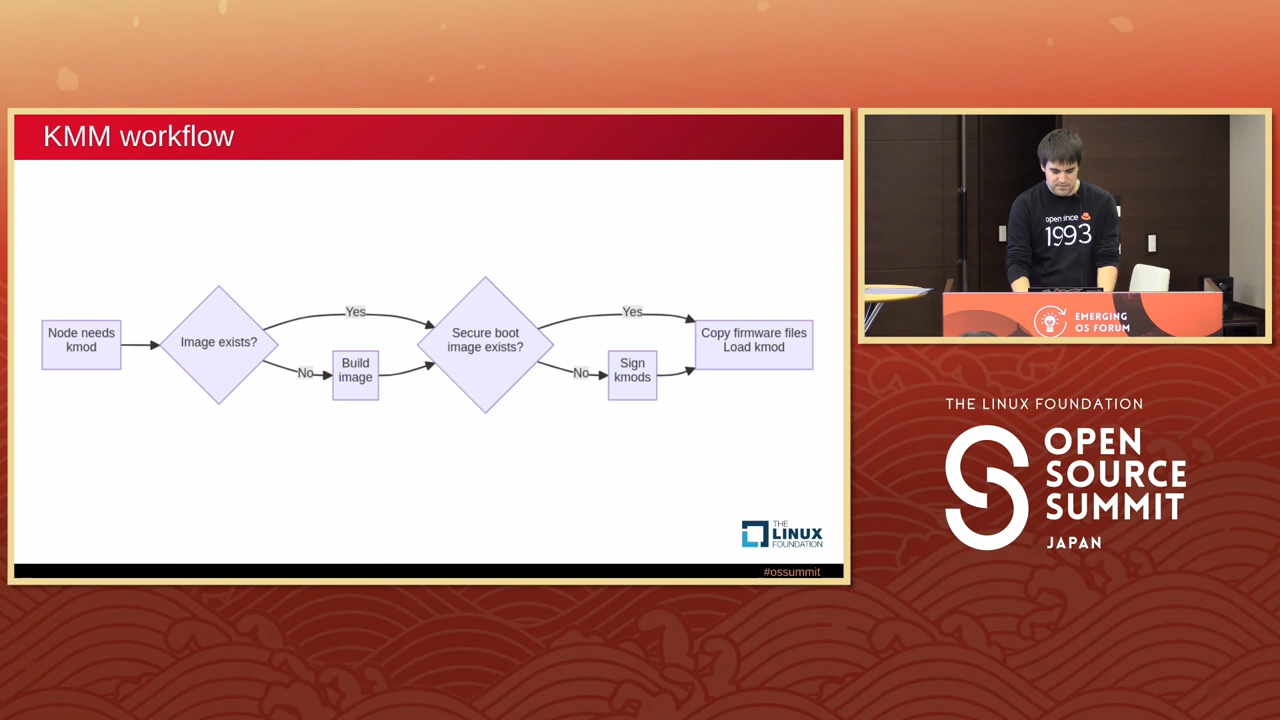 KMM workflow
Node needs
kmod
Image exists?
Yes
No
Build
image
Secure boot
image exists?
Yes
No
Sign
kmods
Copy firmware files
Load kmod
THE
LINUX
FOUNDATION
#ossummit
open since
1993
EMERGING
OS FORUM
THE LINUX FOUNDATION
OPEN
SOURCE
SUMMIT
JAPAN